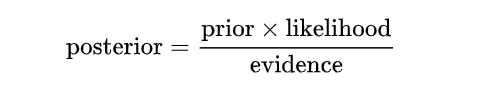 posterior = prior × likelihood / evidence